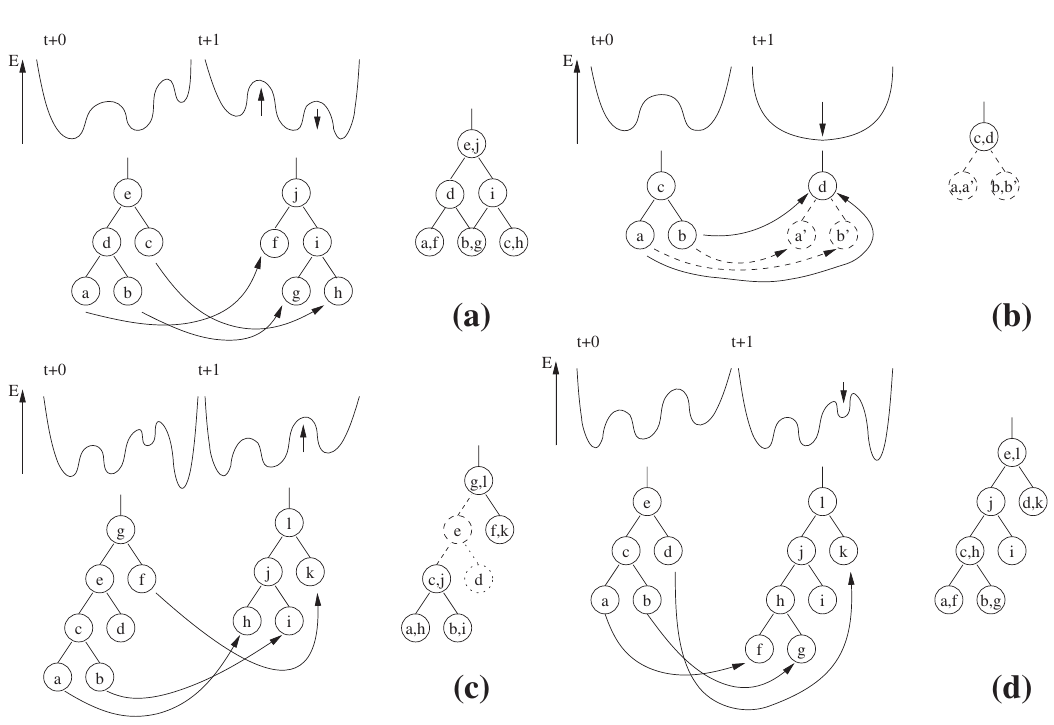 t+0 t+1
E
e j
d c f i
a b g h
e,j
d i
a,f b,g c,h
(a)
t+0 t+1
E
c d
a b a' b'
c,d
a,a' b,b'
(b)
t+0 t+1
E
g l
e f j k
c d h i
a b
g,l
e f,k
c,j d
a,h b,i
(c)
t+0 t+1
E
e l
c d j k
a b h i
f g
e,l
j d,k
c,h i
a,f b,g
(d)